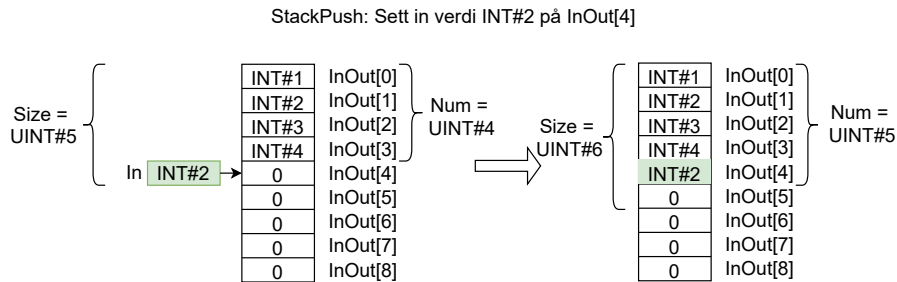 StackPush: Sett in verdi INT#2 på InOut[4]
Size =
UINT#5
In INT#2
INT#1 InOut[0]
INT#2 InOut[1]
INT#3 InOut[2]
INT#4 InOut[3]
0 InOut[4]
0 InOut[5]
0 InOut[6]
0 InOut[7]
0 InOut[8]
Num =
UINT#4
Size =
UINT#6
INT#1 InOut[0]
INT#2 InOut[1]
INT#3 InOut[2]
INT#4 InOut[3]
INT#2 InOut[4]
0 InOut[5]
0 InOut[6]
0 InOut[7]
0 InOut[8]
Num =
UINT#5